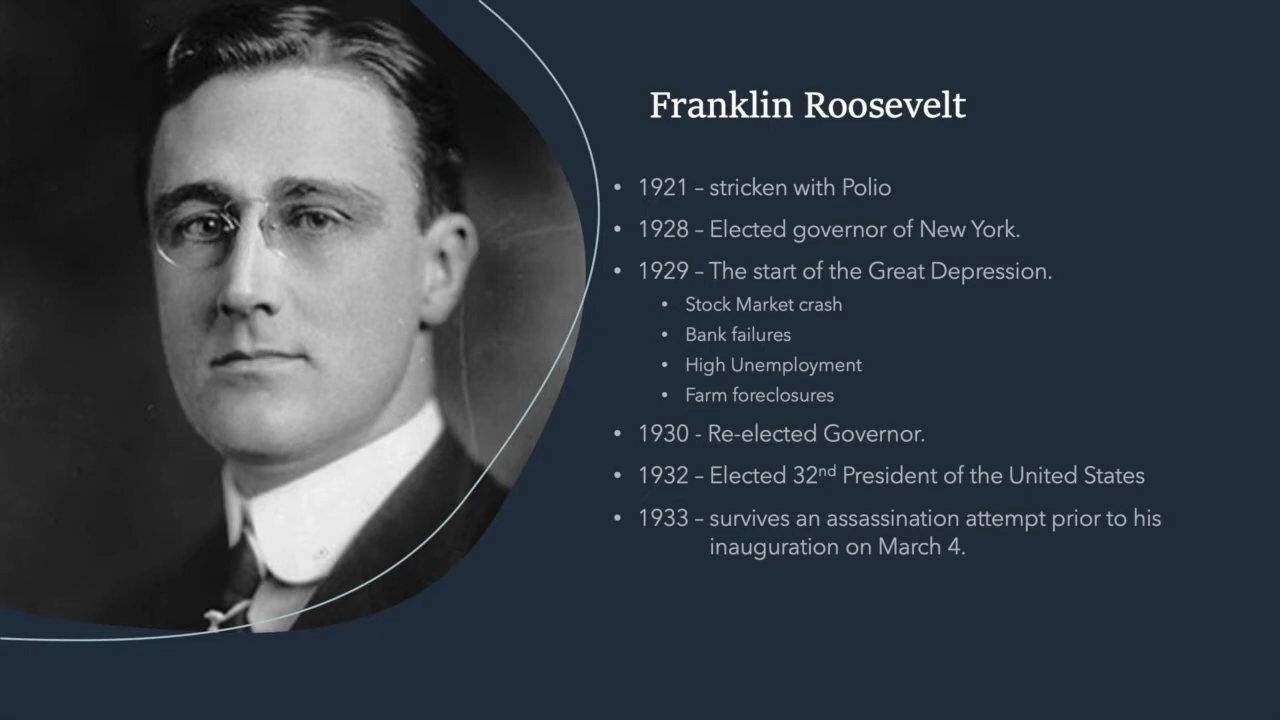 Franklin Roosevelt
• 1921 – stricken with Polio
• 1928 – Elected governor of New York.
• 1929 – The start of the Great Depression.
• Stock Market crash
• Bank failures
• High Unemployment
• Farm foreclosures
• 1930 - Re-elected Governor.
• 1932 – Elected 32nd President of the United States
• 1933 – survives an assassination attempt prior to his
inauguration on March 4.